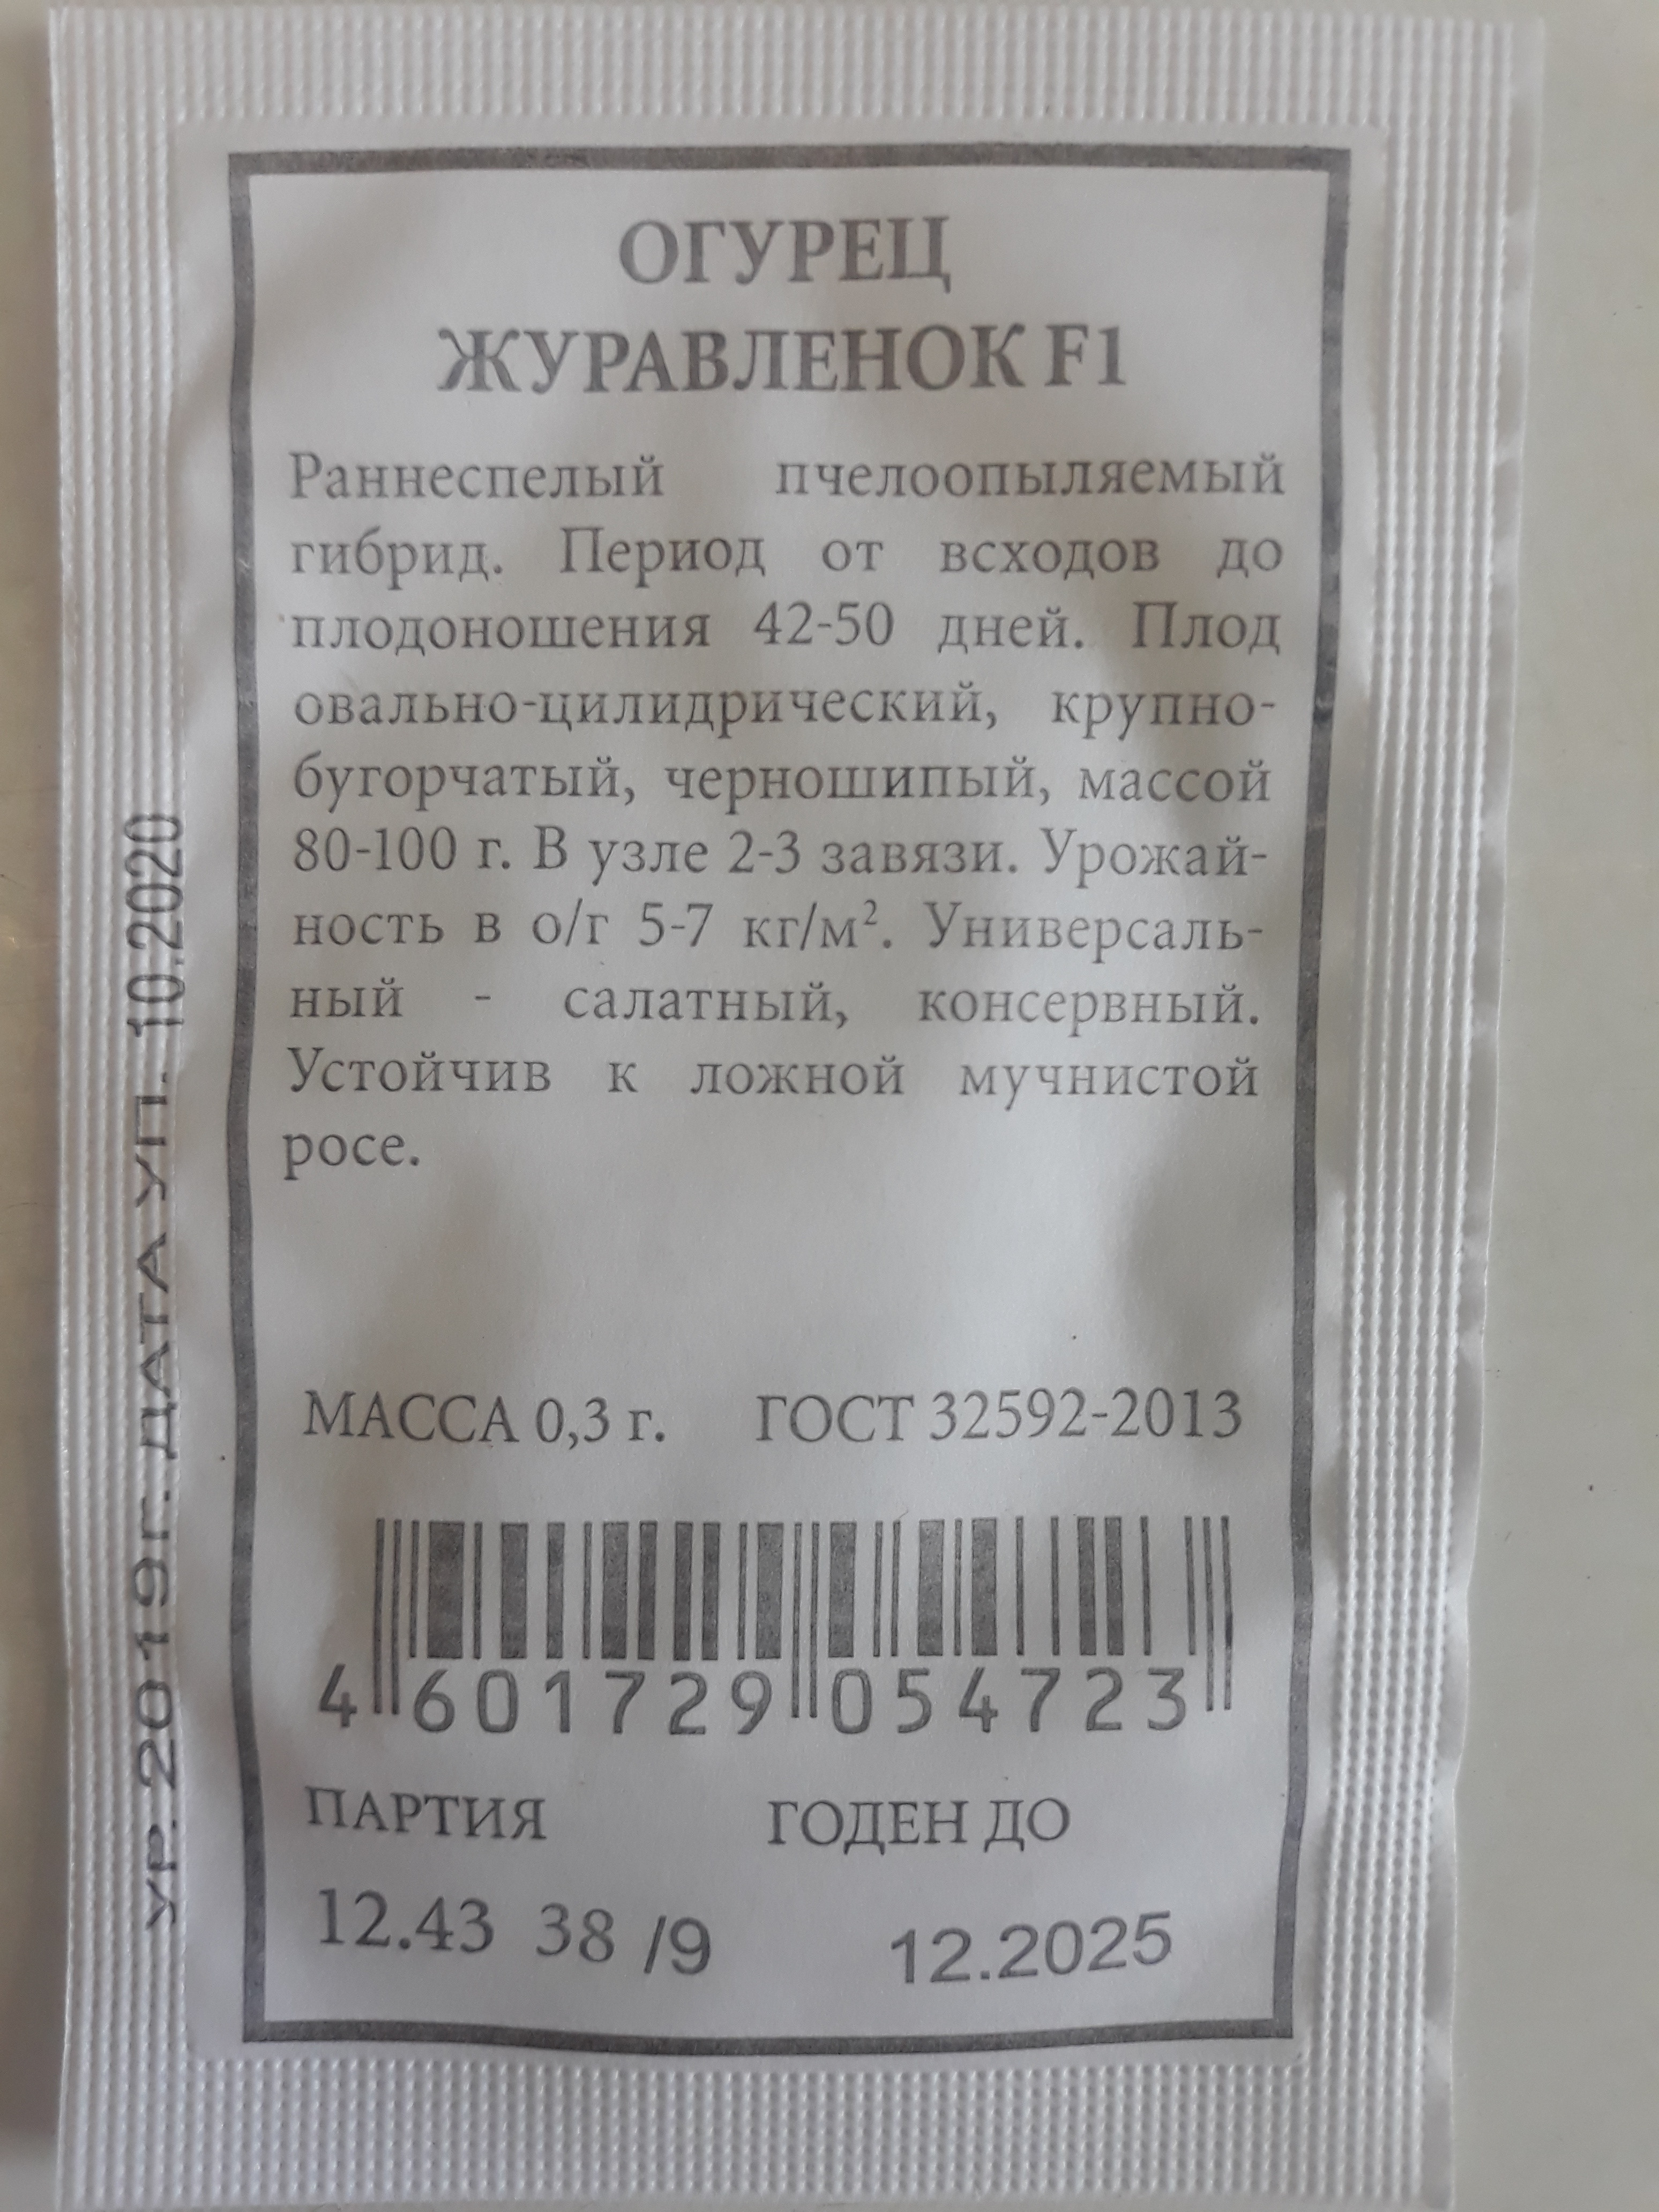 ОГУРЕЦ
ЖУРАВЛЕНОК F1
Раннеспелый пчелоопыляемый
гибрид. Период от всходов до
плодоношения 42-50 дней. Плод
овально-цилидрический, крупно-
бугорчатый, черношипый, массой
80-100 г. В узле 2-3 завязи. Урожай-
ность в о/г 5-7 кг/м². Универсаль-
ный - салатный, консервный.
Устойчив к ложной мучнистой
росе.
МАССА 0,3 г. ГОСТ 32592-2013
4 601729 054723
ПАРТИЯ ГОДЕН ДО
12.43 38 /9 12.2025
УР. 2019 Г. ДАТА УП. 10.2020